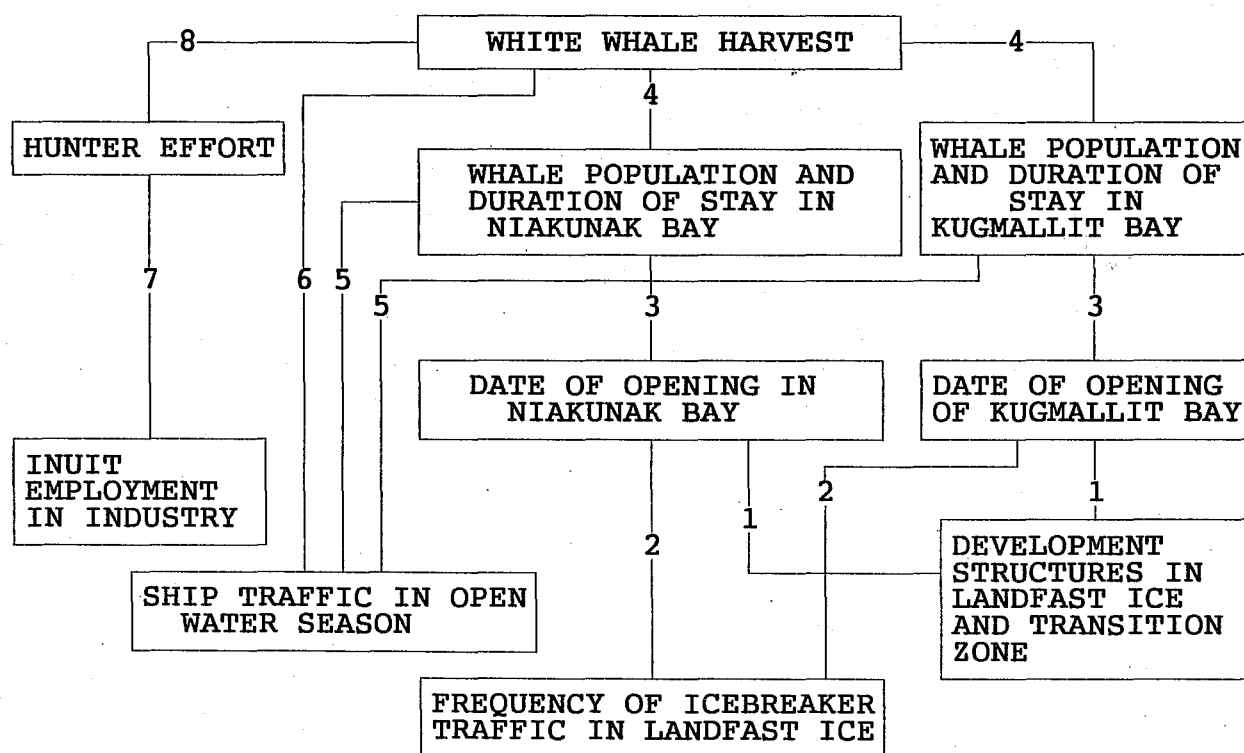 8
WHITE WHALE HARVEST
4
6
4
HUNTER EFFORT
WHALE POPULATION AND
DURATION OF STAY IN
NIAKUNAK BAY
WHALE POPULATION
AND DURATION OF
STAY IN
KUGMALLIT BAY
7
5
5
3
3
DATE OF OPENING IN
NIAKUNAK BAY
DATE OF OPENING
OF KUGMALLIT BAY
INUIT
EMPLOYMENT
IN INDUSTRY
2
1
2
1
SHIP TRAFFIC IN OPEN
WATER SEASON
DEVELOPMENT
STRUCTURES IN
LANDFAST ICE
AND TRANSITION
ZONE
FREQUENCY OF ICEBREAKER
TRAFFIC IN LANDFAST ICE